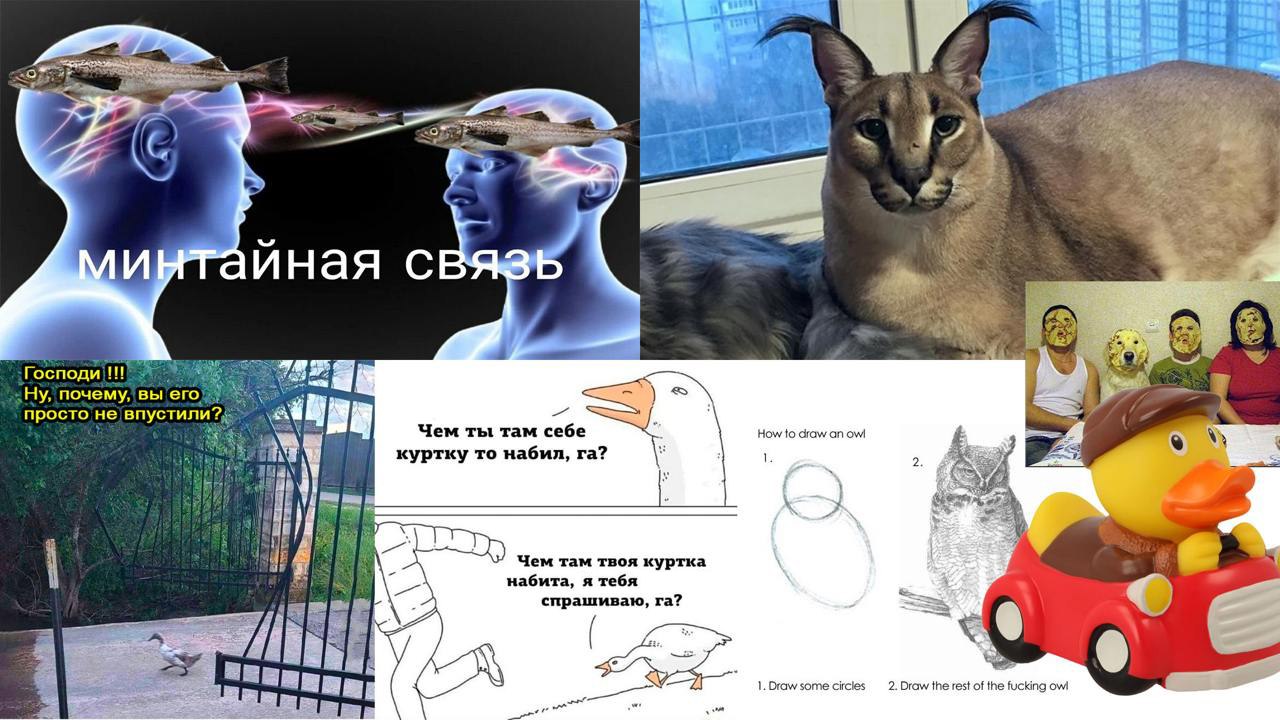 минтайная связь
Господи !!!
Ну, почему, вы его
просто не впустили?
Чем ты там себе
куртку то набил, га?
Чем там твоя куртка
набита, я тебя
спрашиваю, га?
How to draw an owl
1.
2.
1. Draw some circles
2. Draw the rest of the fucking owl